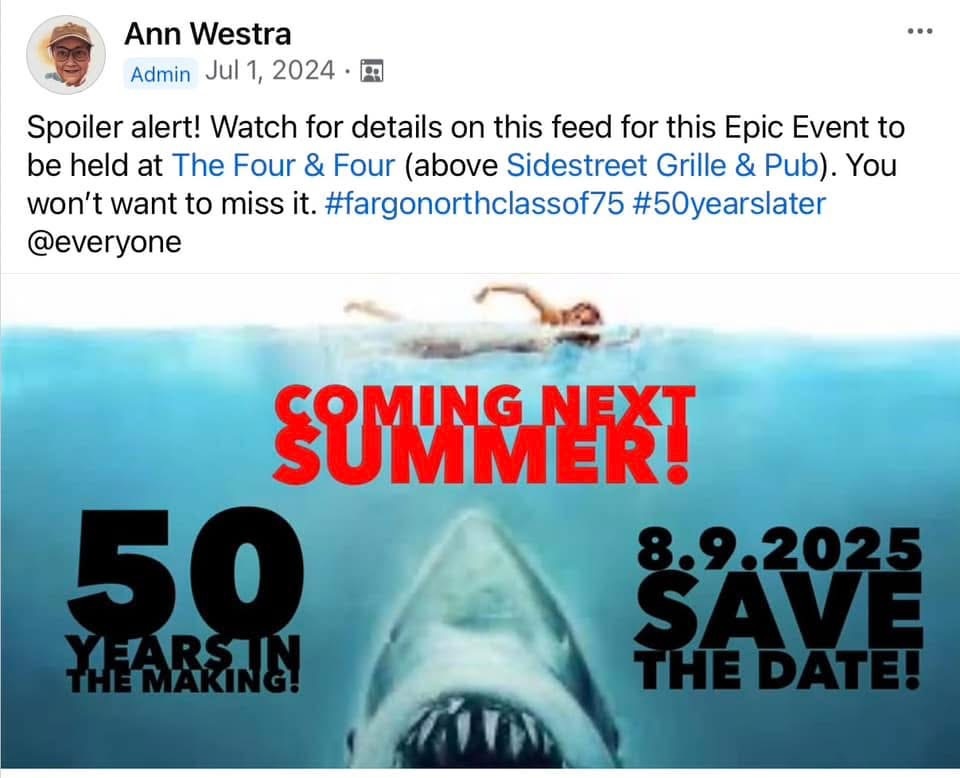 Ann Westra
Admin Jul 1, 2024 ·
Spoiler alert! Watch for details on this feed for this Epic Event to
be held at The Four & Four (above Sidestreet Grille & Pub). You
won't want to miss it. #fargonorthclassof75 #50yearslater
@everyone
COMING NEXT
SUMMER!
50
YEARS IN
THE MAKING!
8.9.2025
SAVE
THE DATE!